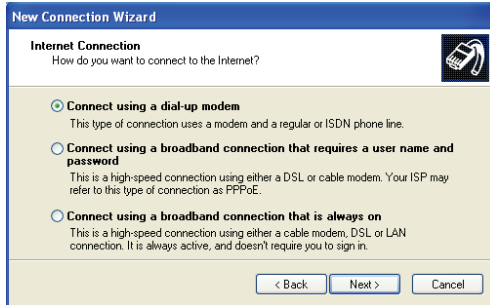 New Connection Wizard
Internet Connection
How do you want to connect to the Internet?
Connect using a dial-up modem
This type of connection uses a modem and a regular or ISDN phone line.
Connect using a broadband connection that requires a user name and
password
This is a high-speed connection using either a DSL or cable modem. Your ISP may
refer to this type of connection as PPPoE.
Connect using a broadband connection that is always on
This is a high-speed connection using either a cable modem, DSL or LAN
connection. It is always active, and doesn't require you to sign in.
< Back Next > Cancel